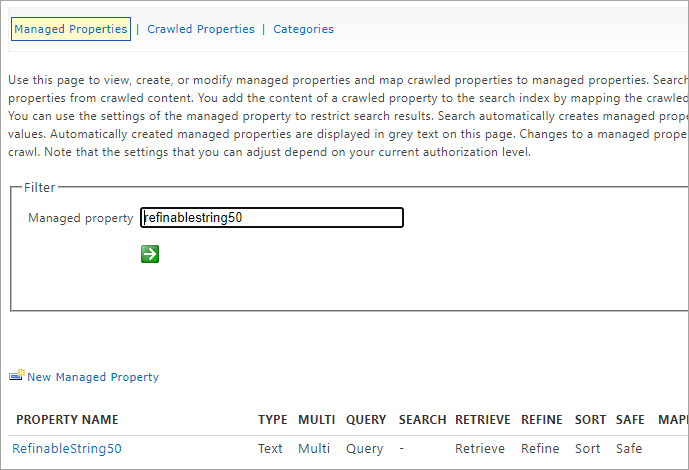 Managed Properties | Crawled Properties | Categories
Use this page to view, create, or modify managed properties and map crawled properties to managed properties. Search
properties from crawled content. You add the content of a crawled property to the search index by mapping the crawled
You can use the settings of the managed property to restrict search results. Search automatically creates managed prope
values. Automatically created managed properties are displayed in grey text on this page. Changes to a managed prope
crawl. Note that the settings that you can adjust depend on your current authorization level.
Filter
Managed property refinablestring50
New Managed Property
PROPERTY NAME TYPE MULTI QUERY SEARCH RETRIEVE REFINE SORT SAFE MAPP
RefinableString50 Text Multi Query - Retrieve Refine Sort Safe